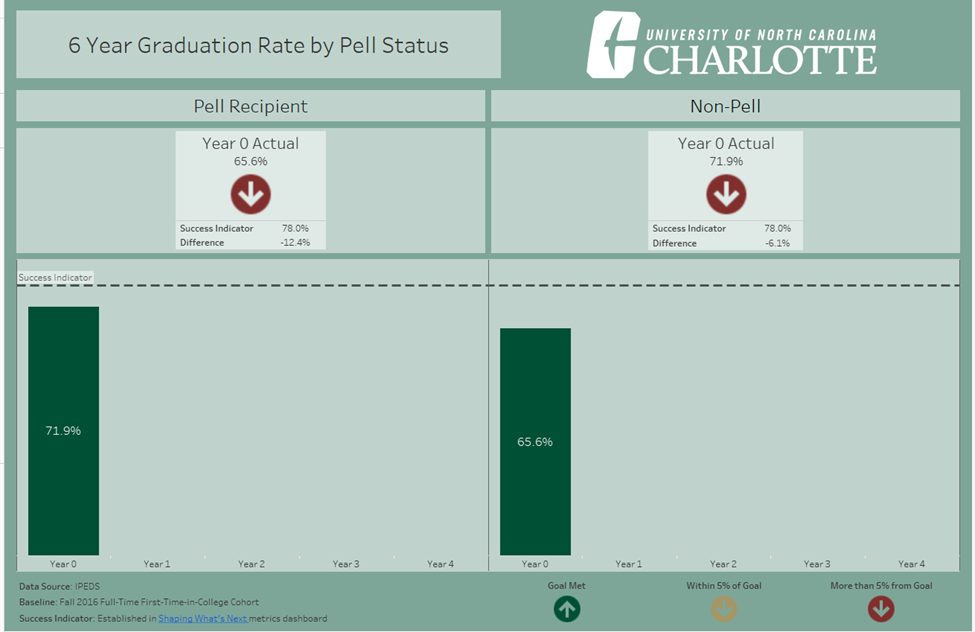 6 Year Graduation Rate by Pell Status
UNIVERSITY OF NORTH CAROLINA
CHARLOTTE
Pell Recipient
Non-Pell
Year 0 Actual
65.6%
Success Indicator 78.0%
Difference -12.4%
Year 0 Actual
71.9%
Success Indicator 78.0%
Difference -6.1%
Success Indicator
71.9%
65.6%
Year 0 Year 1 Year 2 Year 3 Year 4
Year 0 Year 1 Year 2 Year 3 Year 4
Data Source: IPEDS
Baseline: Fall 2016 Full-Time First-Time-in-College Cohort
Success Indicator: Established in Shaping What's Next metrics dashboard
Goal Met
Within 5% of Goal
More than 5% from Goal